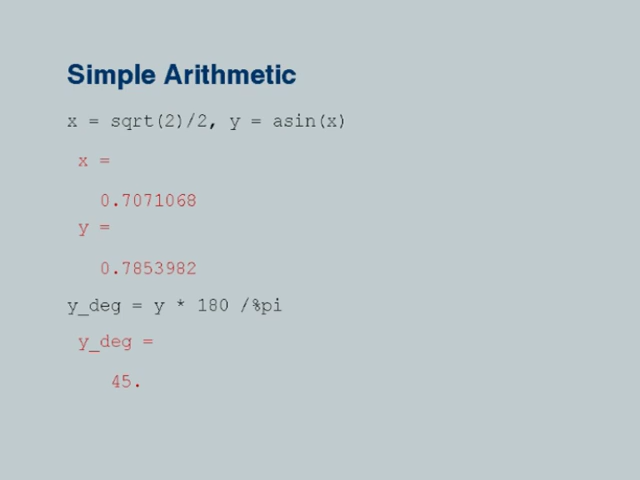 Simple Arithmetic
x = sqrt(2)/2, y = asin(x)
x =
0.7071068
y =
0.7853982
y_deg = y * 180 /%pi
y_deg =
45.